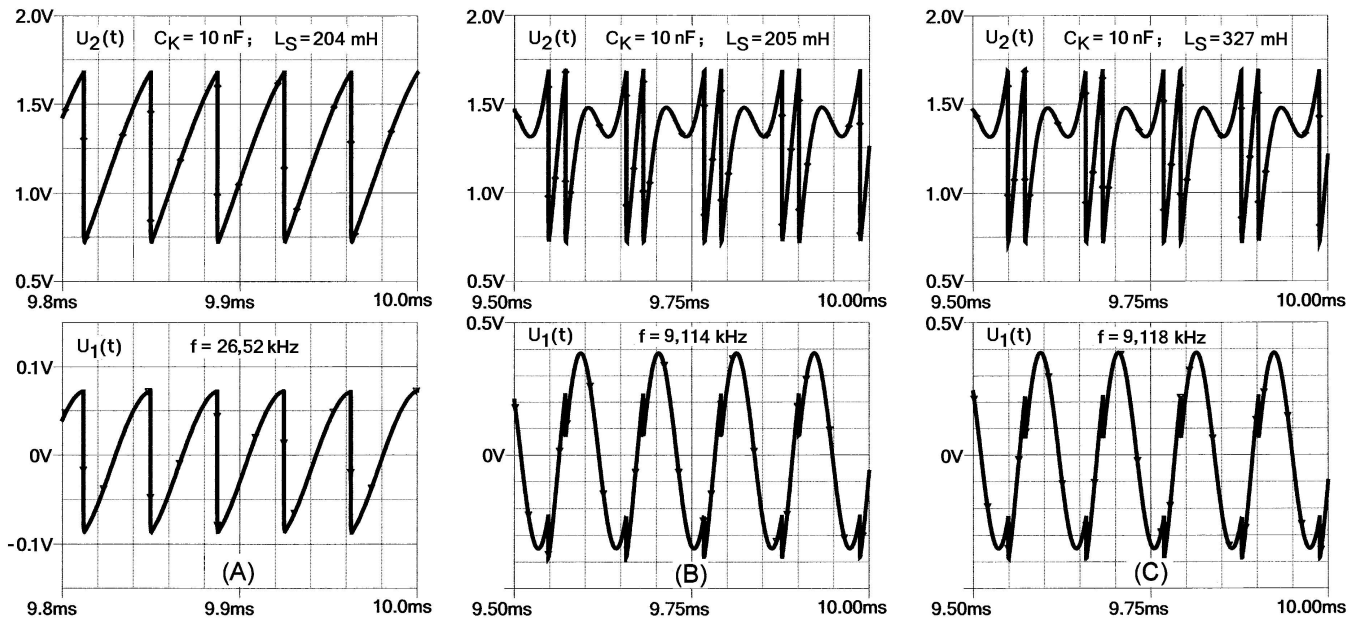 2.0V
U2(t) CK=10 nF; LS=204 mH
1.5V
1.0V
0.5V
9.8ms 9.9ms 10.0ms
U1(t) f = 26,52 kHz
0.1V
0V
-0.1V
(A)
9.8ms 9.9ms 10.0ms
2.0V
U2(t) CK=10 nF; LS=205 mH
1.5V
1.0V
0.5V
9.50ms 9.75ms 10.00ms
0.5V
U1(t) f = 9,114 kHz
0V
(B)
9.50ms 9.75ms 10.00ms
2.0V
U2(t) CK=10 nF; LS=327 mH
1.5V
1.0V
0.5V
9.50ms 9.75ms 10.00ms
0.5V
U1(t) f = 9,118 kHz
0V
(C)
9.50ms 9.75ms 10.00ms